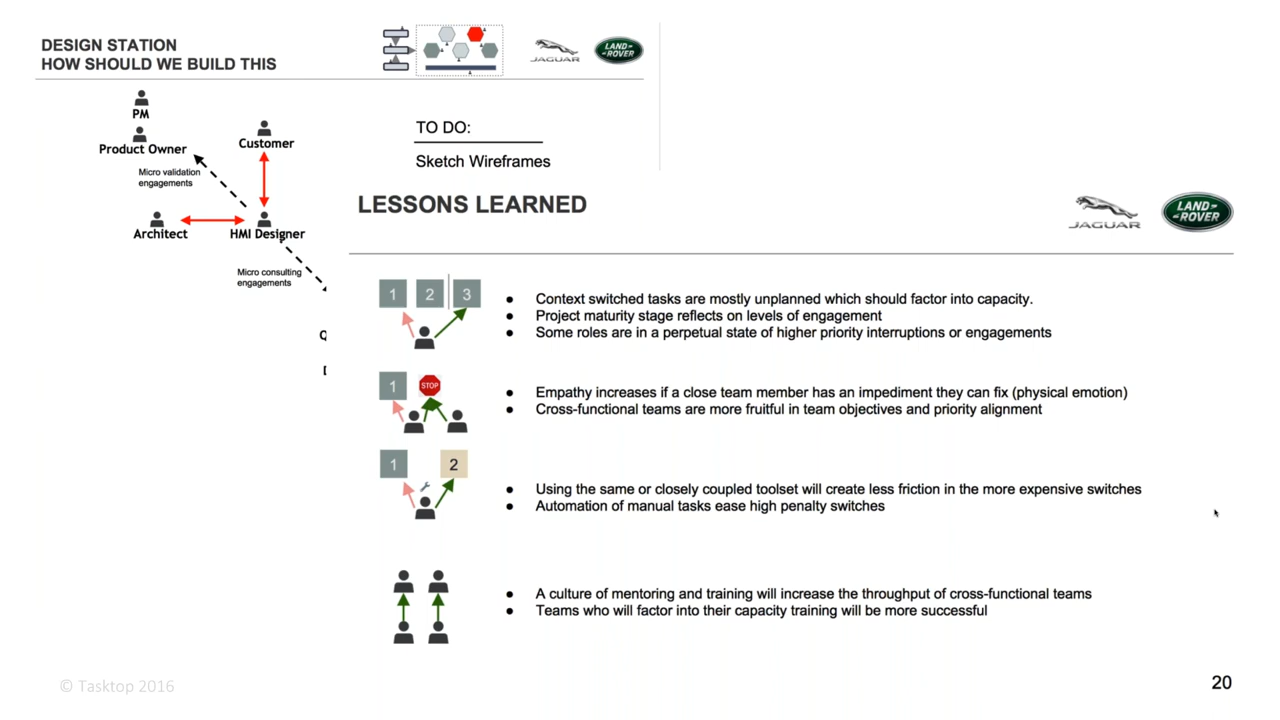 DESIGN STATION
HOW SHOULD WE BUILD THIS
JAGUAR
LAND ROVER
PM
Product Owner
Customer
Micro validation
engagements
Architect
HMI Designer
Micro consulting
engagements
TO DO:
Sketch Wireframes
LESSONS LEARNED
JAGUAR
LAND ROVER
1 2 3
● Context switched tasks are mostly unplanned which should factor into capacity.
● Project maturity stage reflects on levels of engagement
● Some roles are in a perpetual state of higher priority interruptions or engagements
1 STOP
● Empathy increases if a close team member has an impediment they can fix (physical emotion)
● Cross-functional teams are more fruitful in team objectives and priority alignment
1 2
● Using the same or closely coupled toolset will create less friction in the more expensive switches
● Automation of manual tasks ease high penalty switches
● A culture of mentoring and training will increase the throughput of cross-functional teams
● Teams who will factor into their capacity training will be more successful
© Tasktop 2016
20